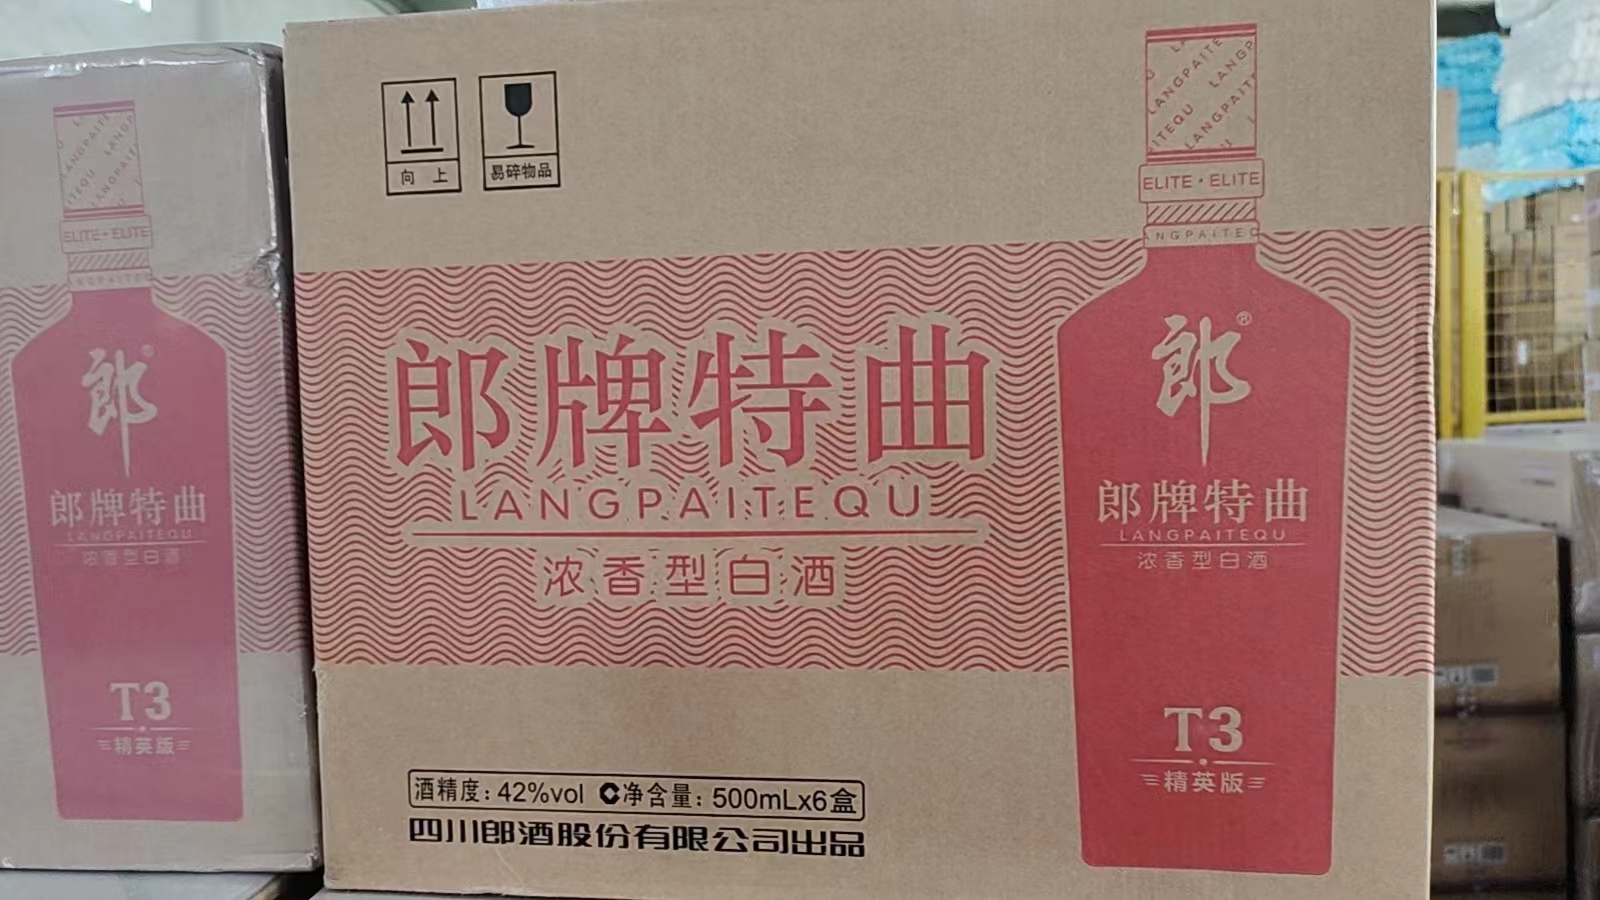 向 上
易碎物品
郎牌特曲
LANGPAITEQU
浓香型白酒
酒精度：42%vol 净含量：500mLx6盒
四川郎酒股份有限公司出品
LANGPAITE
LANGPAIT
ELITE · ELITE
ANGPAITEQ
郎®
郎牌特曲
LANGPAITEQU
浓香型白酒
T3
精英版
ELITE · ELITE
郎
郎牌特曲
LANGPAITEQU
浓香型白酒
T3
精英版